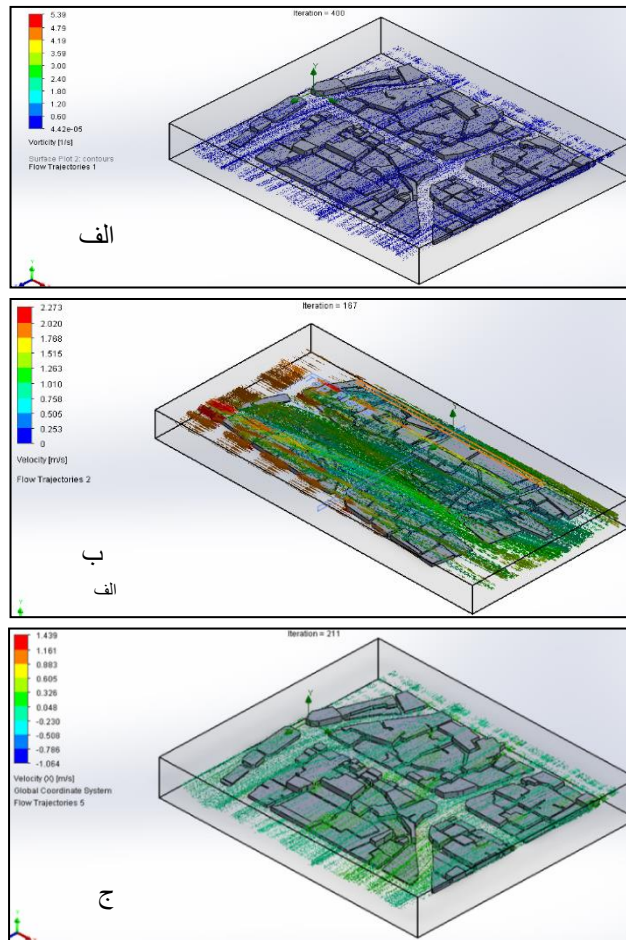 Iteration = 400
5.39
4.79
4.19
3.59
3.00
2.40
1.80
1.20
0.60
4.42e-05
Vorticity [1/s]
Surface Plot 2: contours
Flow Trajectories 1
Y
الف
Iteration = 167
2.273
2.020
1.768
1.515
1.263
1.010
0.758
0.505
0.253
0
Velocity [m/s]
Flow Trajectories 2
ب
الف
Iteration = 211
1.439
1.161
0.883
0.605
0.326
0.048
-0.230
-0.508
-0.786
-1.064
Velocity (X) [m/s]
Global Coordinate System
Flow Trajectories 5
Y
ج